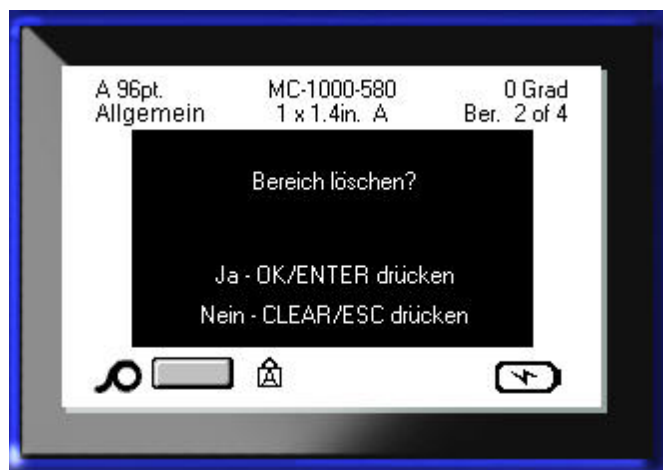 A 96pt. MC-1000-580 0 Grad
Allgemein 1 x 1.4in. A Ber. 2 of 4
Bereich löschen?
Ja - OK/ENTER drücken
Nein - CLEAR/ESC drücken
A